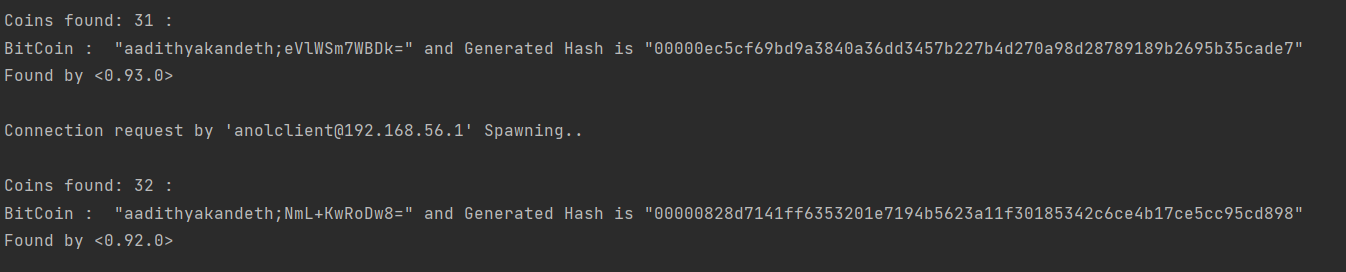 Coins found: 31 :
BitCoin :  "aadithyakandeth;eVlWSm7WBDk=" and Generated Hash is "00000ec5cf69bd9a3840a36dd3457b227b4d270a98d28789189b2695b35cade7"
Found by <0.93.0>
Connection request by 'anolclient@192.168.56.1' Spawning..
Coins found: 32 :
BitCoin :  "aadithyakandeth;NmL+KwRoDw8=" and Generated Hash is "00000828d7141ff6353201e7194b5623a11f30185342c6ce4b17ce5cc95cd898"
Found by <0.92.0>